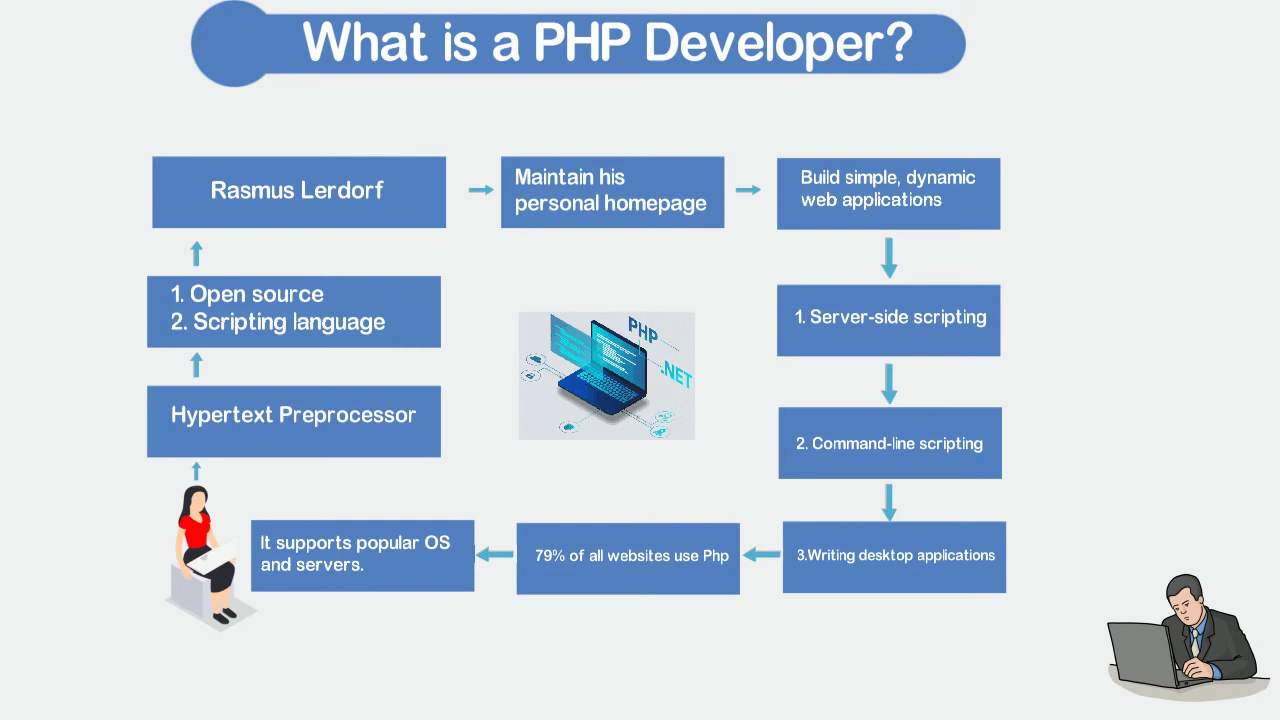 What is a PHP Developer?
Rasmus Lerdorf
Maintain his
personal homepage
Build simple, dynamic
web applications
1. Open source
2. Scripting language
1. Server-side scripting
PHP
.NET
Hypertext Preprocessor
2. Command-line scripting
It supports popular OS
and servers.
79% of all websites use Php
3.Writing desktop applications